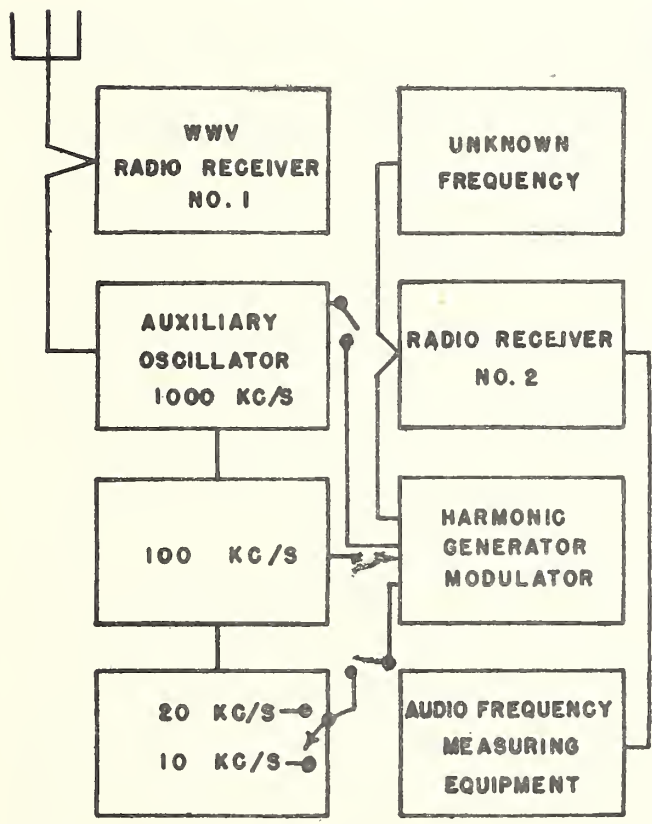 WWV
RADIO RECEIVER
NO. 1
UNKNOWN
FREQUENCY
AUXILIARY
OSCILLATOR
1000 KC/S
RADIO RECEIVER
NO. 2
100 KC/S
HARMONIC
GENERATOR
MODULATOR
20 KC/S
10 KC/S
AUDIO FREQUENCY
MEASURING
EQUIPMENT